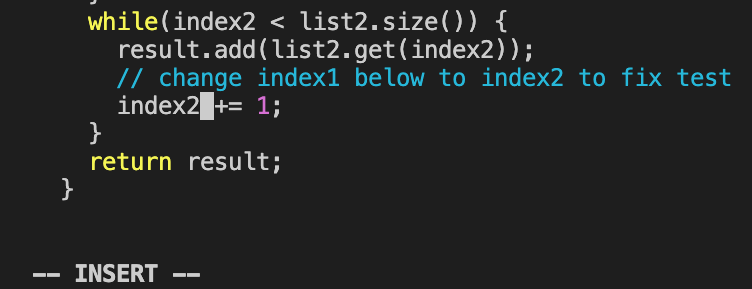 }
while(index2 < list2.size()) {
result.add(list2.get(index2));
// change index1 below to index2 to fix test
index2 += 1;
}
return result;
}
-- INSERT --